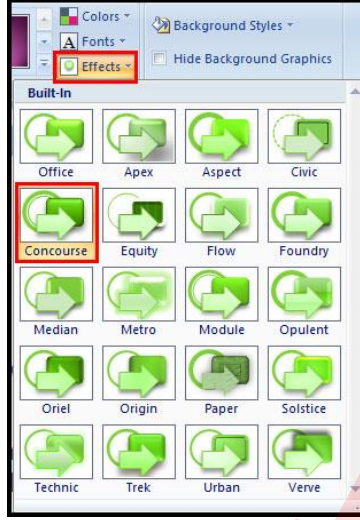 Colors
Background Styles
Fonts
Hide Background Graphics
Effects
Built-In
Office Apex Aspect Civic
Concourse Equity Flow Foundry
Median Metro Module Opulent
Oriel Origin Paper Solstice
Technic Trek Urban Verve